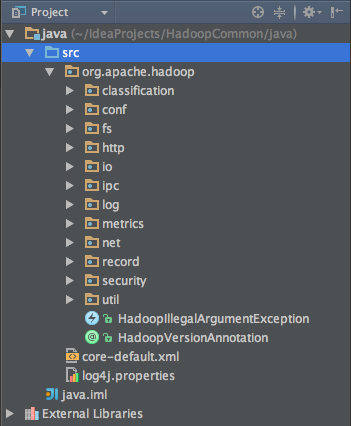 Project
java (~/IdeaProjects/HadoopCommon/java)
src
org.apache.hadoop
classification
conf
fs
http
io
ipc
log
metrics
net
record
security
util
HadoopIllegalArgumentException
HadoopVersionAnnotation
core-default.xml
log4j.properties
java.iml
External Libraries